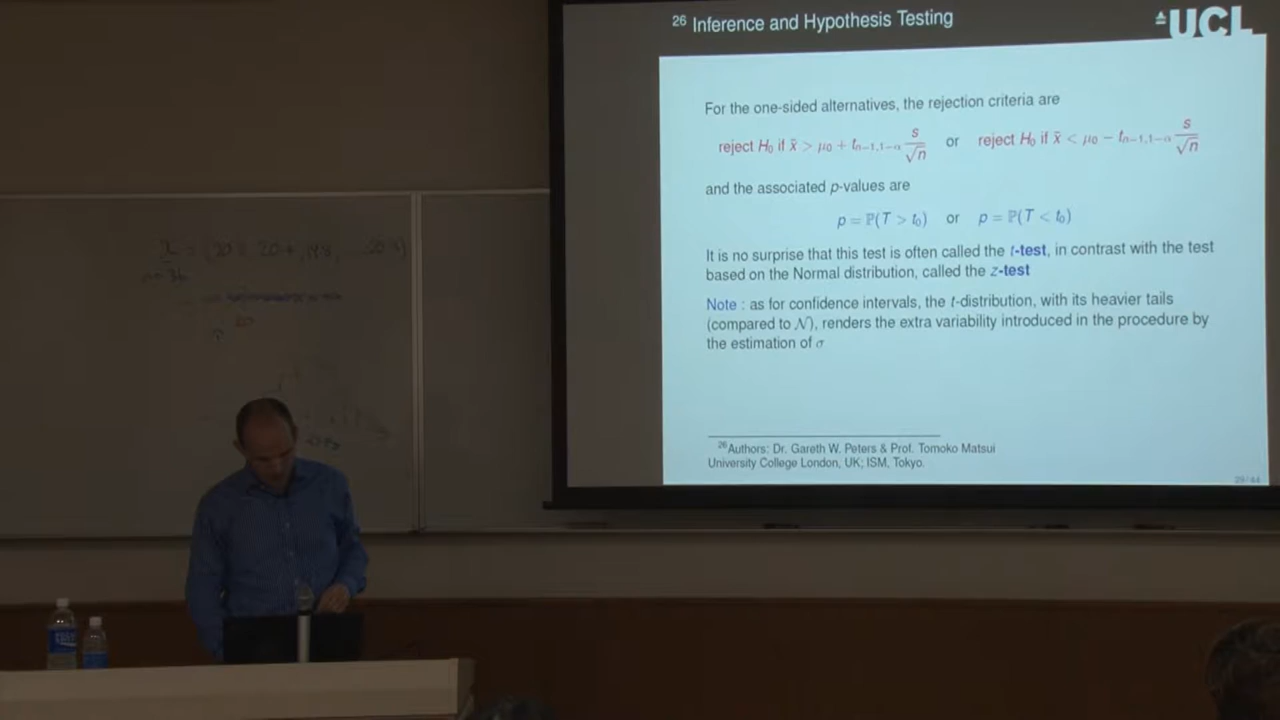 26 Inference and Hypothesis Testing
UCL
For the one-sided alternatives, the rejection criteria are
reject H₀ if x̄ > μ₀ + tₙ₋₁,₁₋α s/√n or reject H₀ if x̄ < μ₀ − tₙ₋₁,₁₋α s/√n
and the associated p-values are
p = ℙ(T > t₀) or p = ℙ(T < t₀)
It is no surprise that this test is often called the t-test, in contrast with the test
based on the Normal distribution, called the z-test
Note : as for confidence intervals, the t-distribution, with its heavier tails
(compared to N), renders the extra variability introduced in the procedure by
the estimation of σ
26Authors: Dr. Gareth W. Peters & Prof. Tomoko Matsui
University College London, UK; ISM, Tokyo.